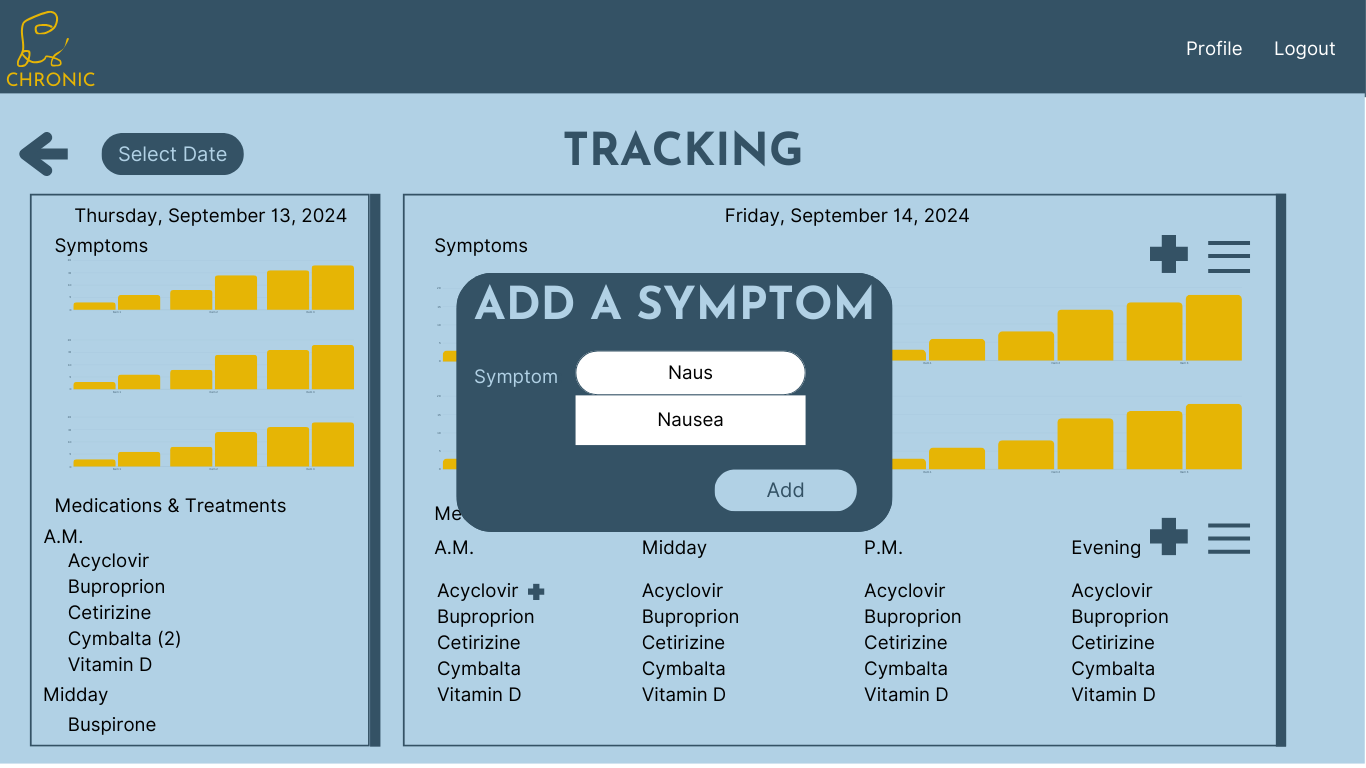 CHRONIC
Profile
Logout
Select Date
TRACKING
Thursday, September 13, 2024
Symptoms
Medications & Treatments
A.M.
Acyclovir
Buproprion
Cetirizine
Cymbalta (2)
Vitamin D
Midday
Buspirone
Friday, September 14, 2024
Symptoms
ADD A SYMPTOM
Symptom
Naus
Nausea
Add
Me
A.M.
Midday
P.M.
Evening
Acyclovir
Acyclovir
Acyclovir
Acyclovir
Buproprion
Buproprion
Buproprion
Buproprion
Cetirizine
Cetirizine
Cetirizine
Cetirizine
Cymbalta
Cymbalta
Cymbalta
Cymbalta
Vitamin D
Vitamin D
Vitamin D
Vitamin D